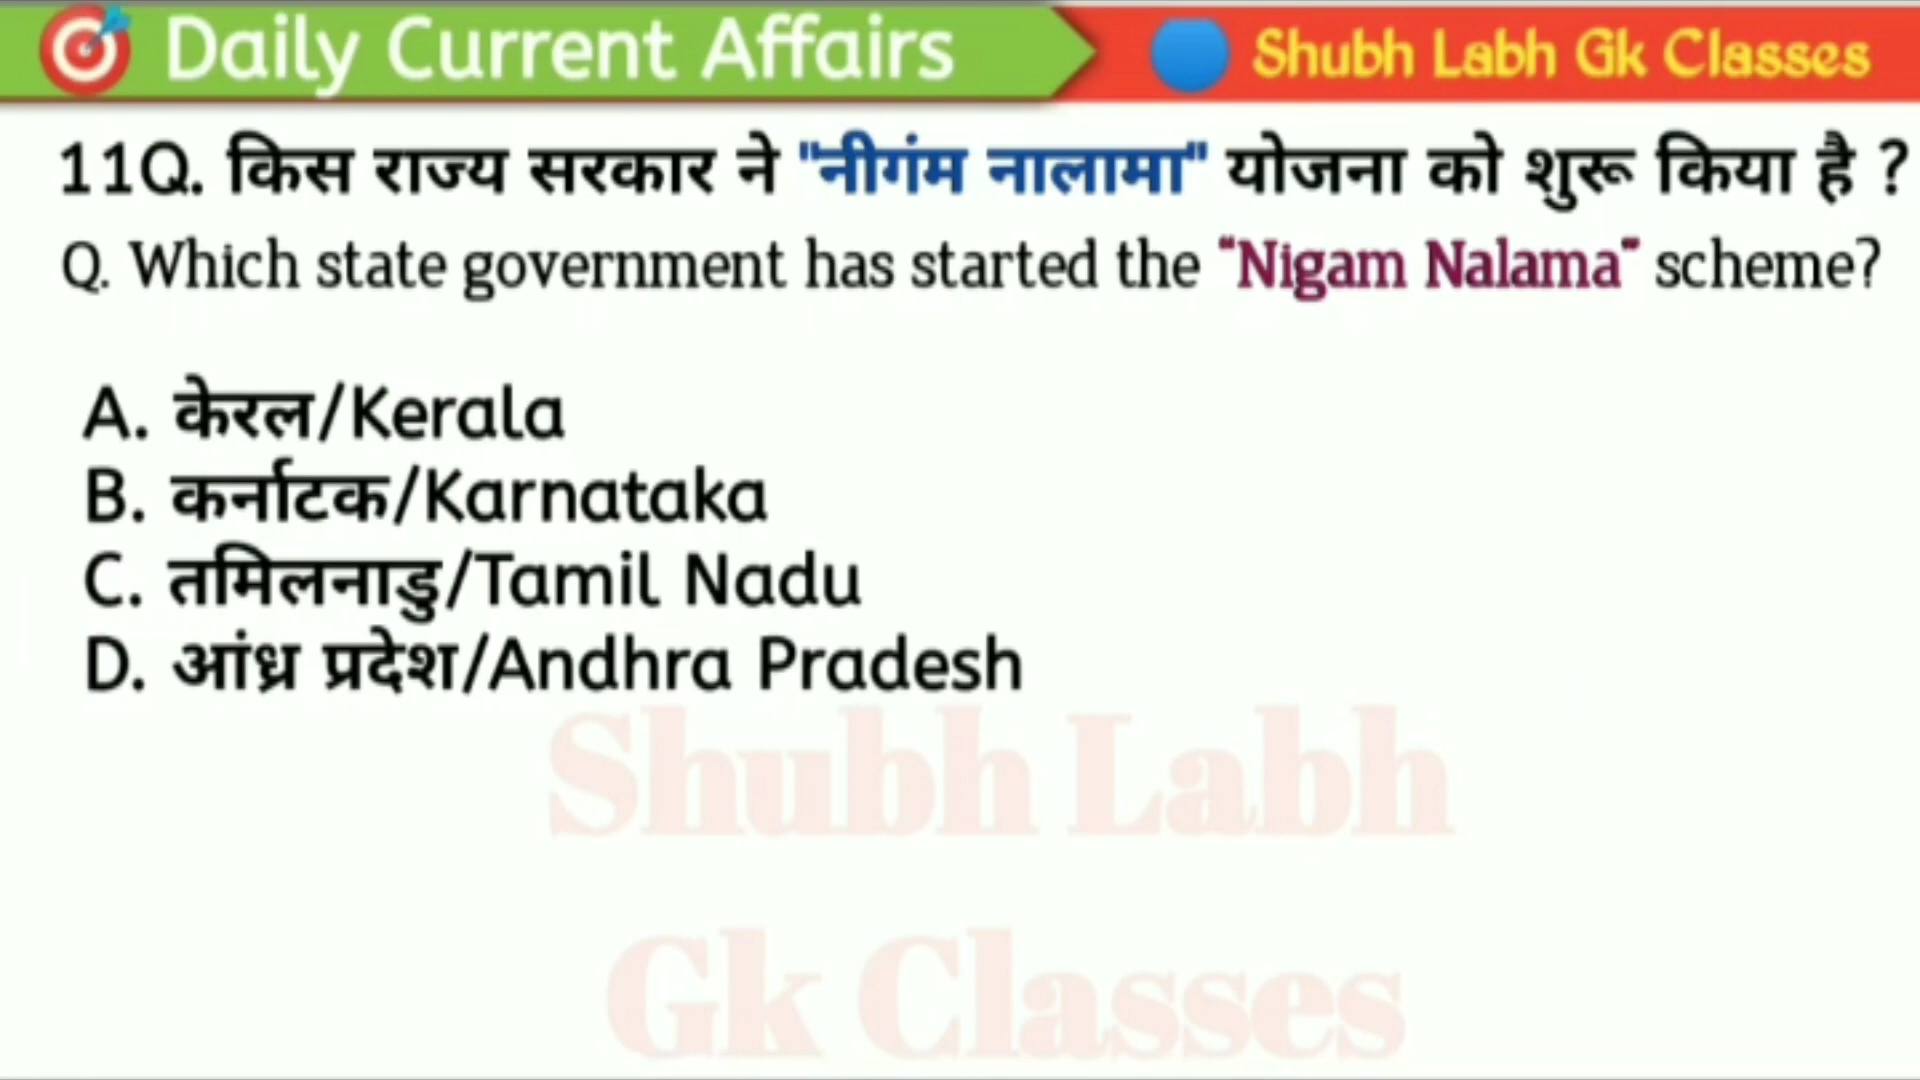 Daily Current Affairs
Shubh Labh Gk Classes
11Q. किस राज्य सरकार ने "नीगंम नालामा" योजना को शुरू किया है ?
Q. Which state government has started the “Nigam Nalama” scheme?
A. केरल/Kerala
B. कर्नाटक/Karnataka
C. तमिलनाडु/Tamil Nadu
D. आंध्र प्रदेश/Andhra Pradesh
Shubh Labh
Gk Classes